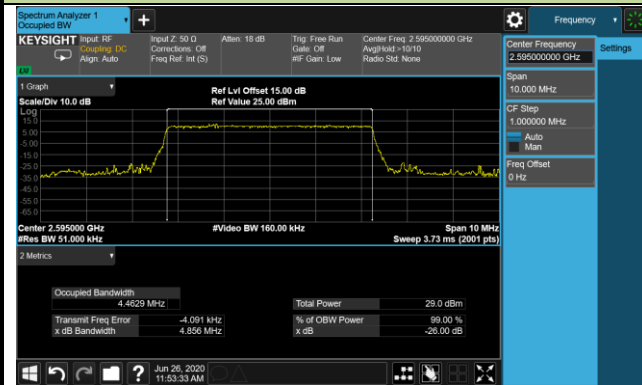 Spectrum Analyzer 1
Occupied BW
+
Frequency
KEYSIGHT
Input: RF
Coupling: DC
Align: Auto
Input Z: 50 Ω
Corrections: Off
Freq Ref: Int (S)
Atten: 18 dB
Trig: Free Run
Gate: Off
#IF Gain: Low
Center Freq: 2.595000000 GHz
Avg|Hold:>10/10
Radio Std: None
Center Frequency
2.595000000 GHz
Settings
Span
10.000 MHz
CF Step
1.000000 MHz
Auto
Man
Freq Offset
0 Hz
1 Graph
Scale/Div 10.0 dB
Ref Lvl Offset 15.00 dB
Ref Value 25.00 dBm
Log
15.0
5.00
-5.00
-15.0
-25.0
-35.0
-45.0
-55.0
-65.0
Center 2.595000 GHz
#Res BW 51.000 kHz
#Video BW 160.00 kHz
Span 10 MHz
Sweep 3.73 ms (2001 pts)
2 Metrics
Occupied Bandwidth
4.4629 MHz
Total Power
29.0 dBm
Transmit Freq Error
-4.091 kHz
% of OBW Power
99.00 %
x dB Bandwidth
4.856 MHz
x dB
-26.00 dB
?
Jun 26, 2020
11:53:33 AM